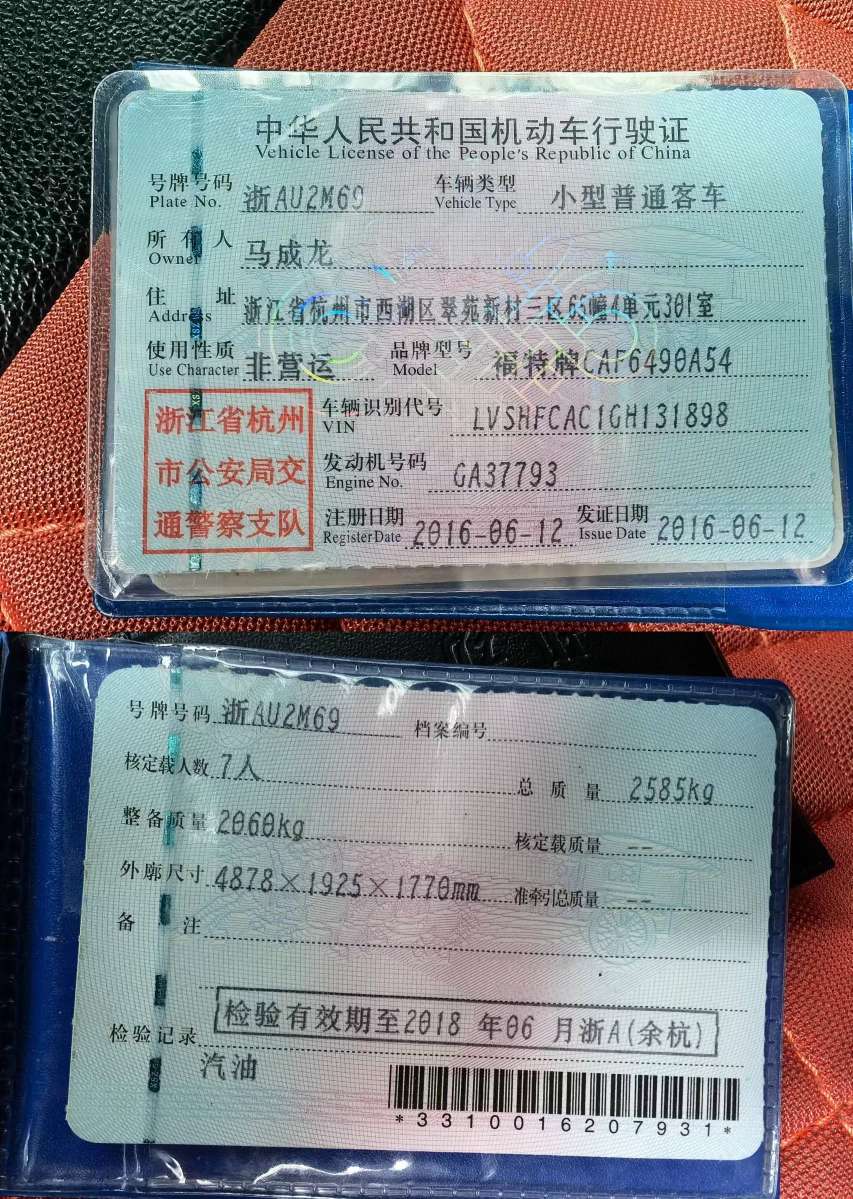 中华人民共和国机动车行驶证
Vehicle License of the People's Republic of China
号牌号码 浙AU2M69 车辆类型 小型普通客车
Plate No. Vehicle Type
所有人 马成龙
Owner
住址 浙江省杭州市西湖区翠苑新村三区65幢4单元301室
Address
使用性质 非营运 品牌型号 福特牌CAF6490A54
Use Character Model
浙江省杭州
市公安局交
通警察支队
车辆识别代号 LVSHFCAC1GH131898
VIN
发动机号码 GA37793
Engine No.
注册日期 2016-06-12 发证日期 2016-06-12
Register Date Issue Date
号牌号码 浙AU2M69 档案编号
核定载人数 7人 总质量 2585kg
整备质量 2060kg 核定载质量 --
外廓尺寸 4878×1925×1770mm 准牵引总质量 --
备注
检验有效期至2018年06月浙A(余杭)
检验记录
汽油
*3310016207931*